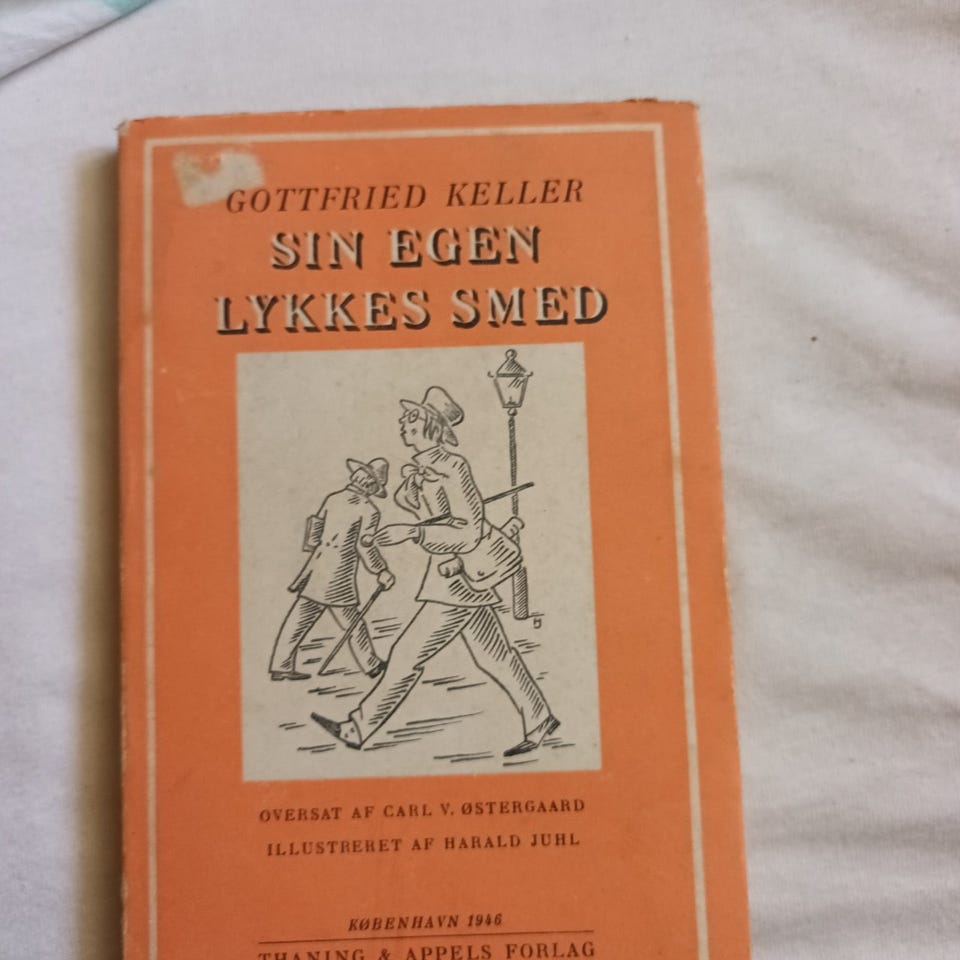 GOTTFRIED KELLER
SIN EGEN
LYKKES SMED
OVERSAT AF CARL V. ØSTERGAARD
ILLUSTRERET AF HARALD JUHL
KØBENHAVN 1946
THANING & APPELS FORLAG